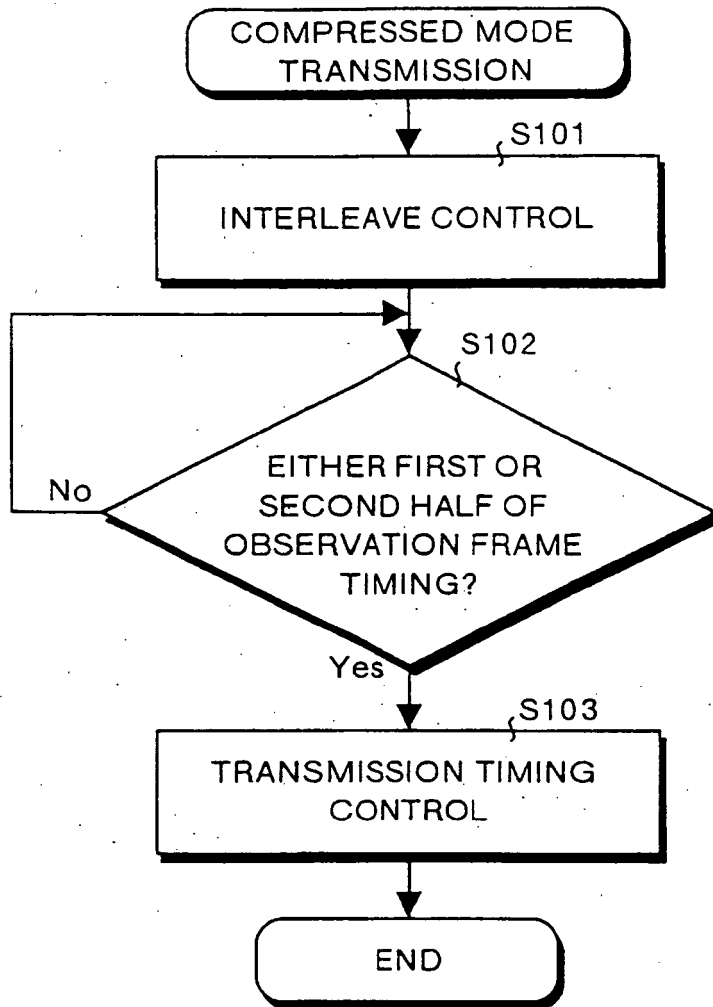 COMPRESSED MODE
TRANSMISSION
S101
INTERLEAVE CONTROL
S102
EITHER FIRST OR
SECOND HALF OF
OBSERVATION FRAME
TIMING?
No
Yes
S103
TRANSMISSION TIMING
CONTROL
END